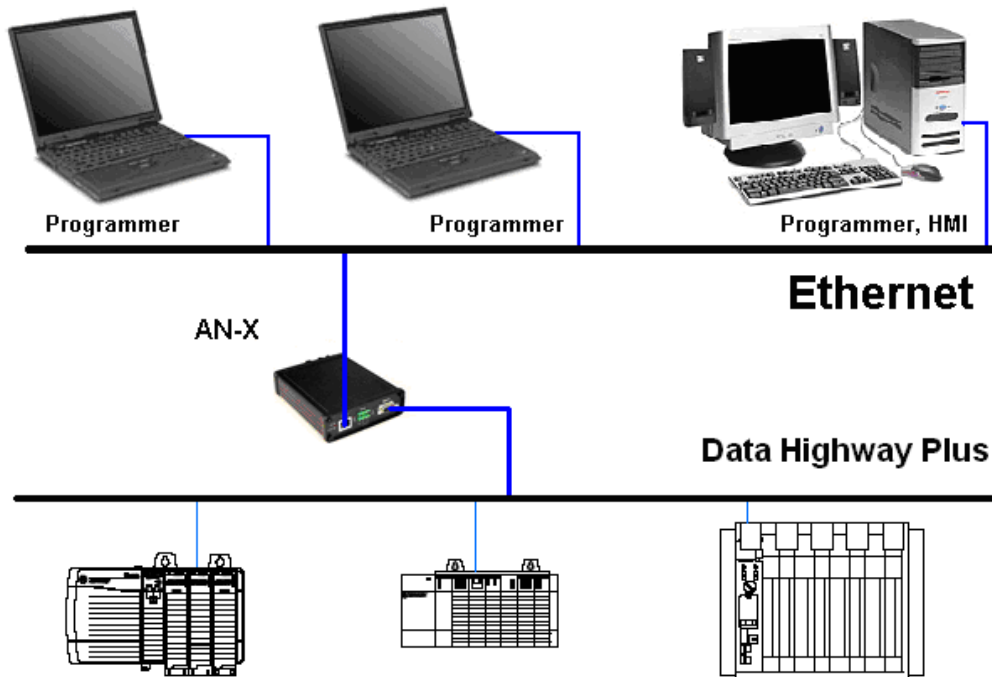 Programmer
Programmer
Programmer, HMI
Ethernet
AN-X
Data Highway Plus